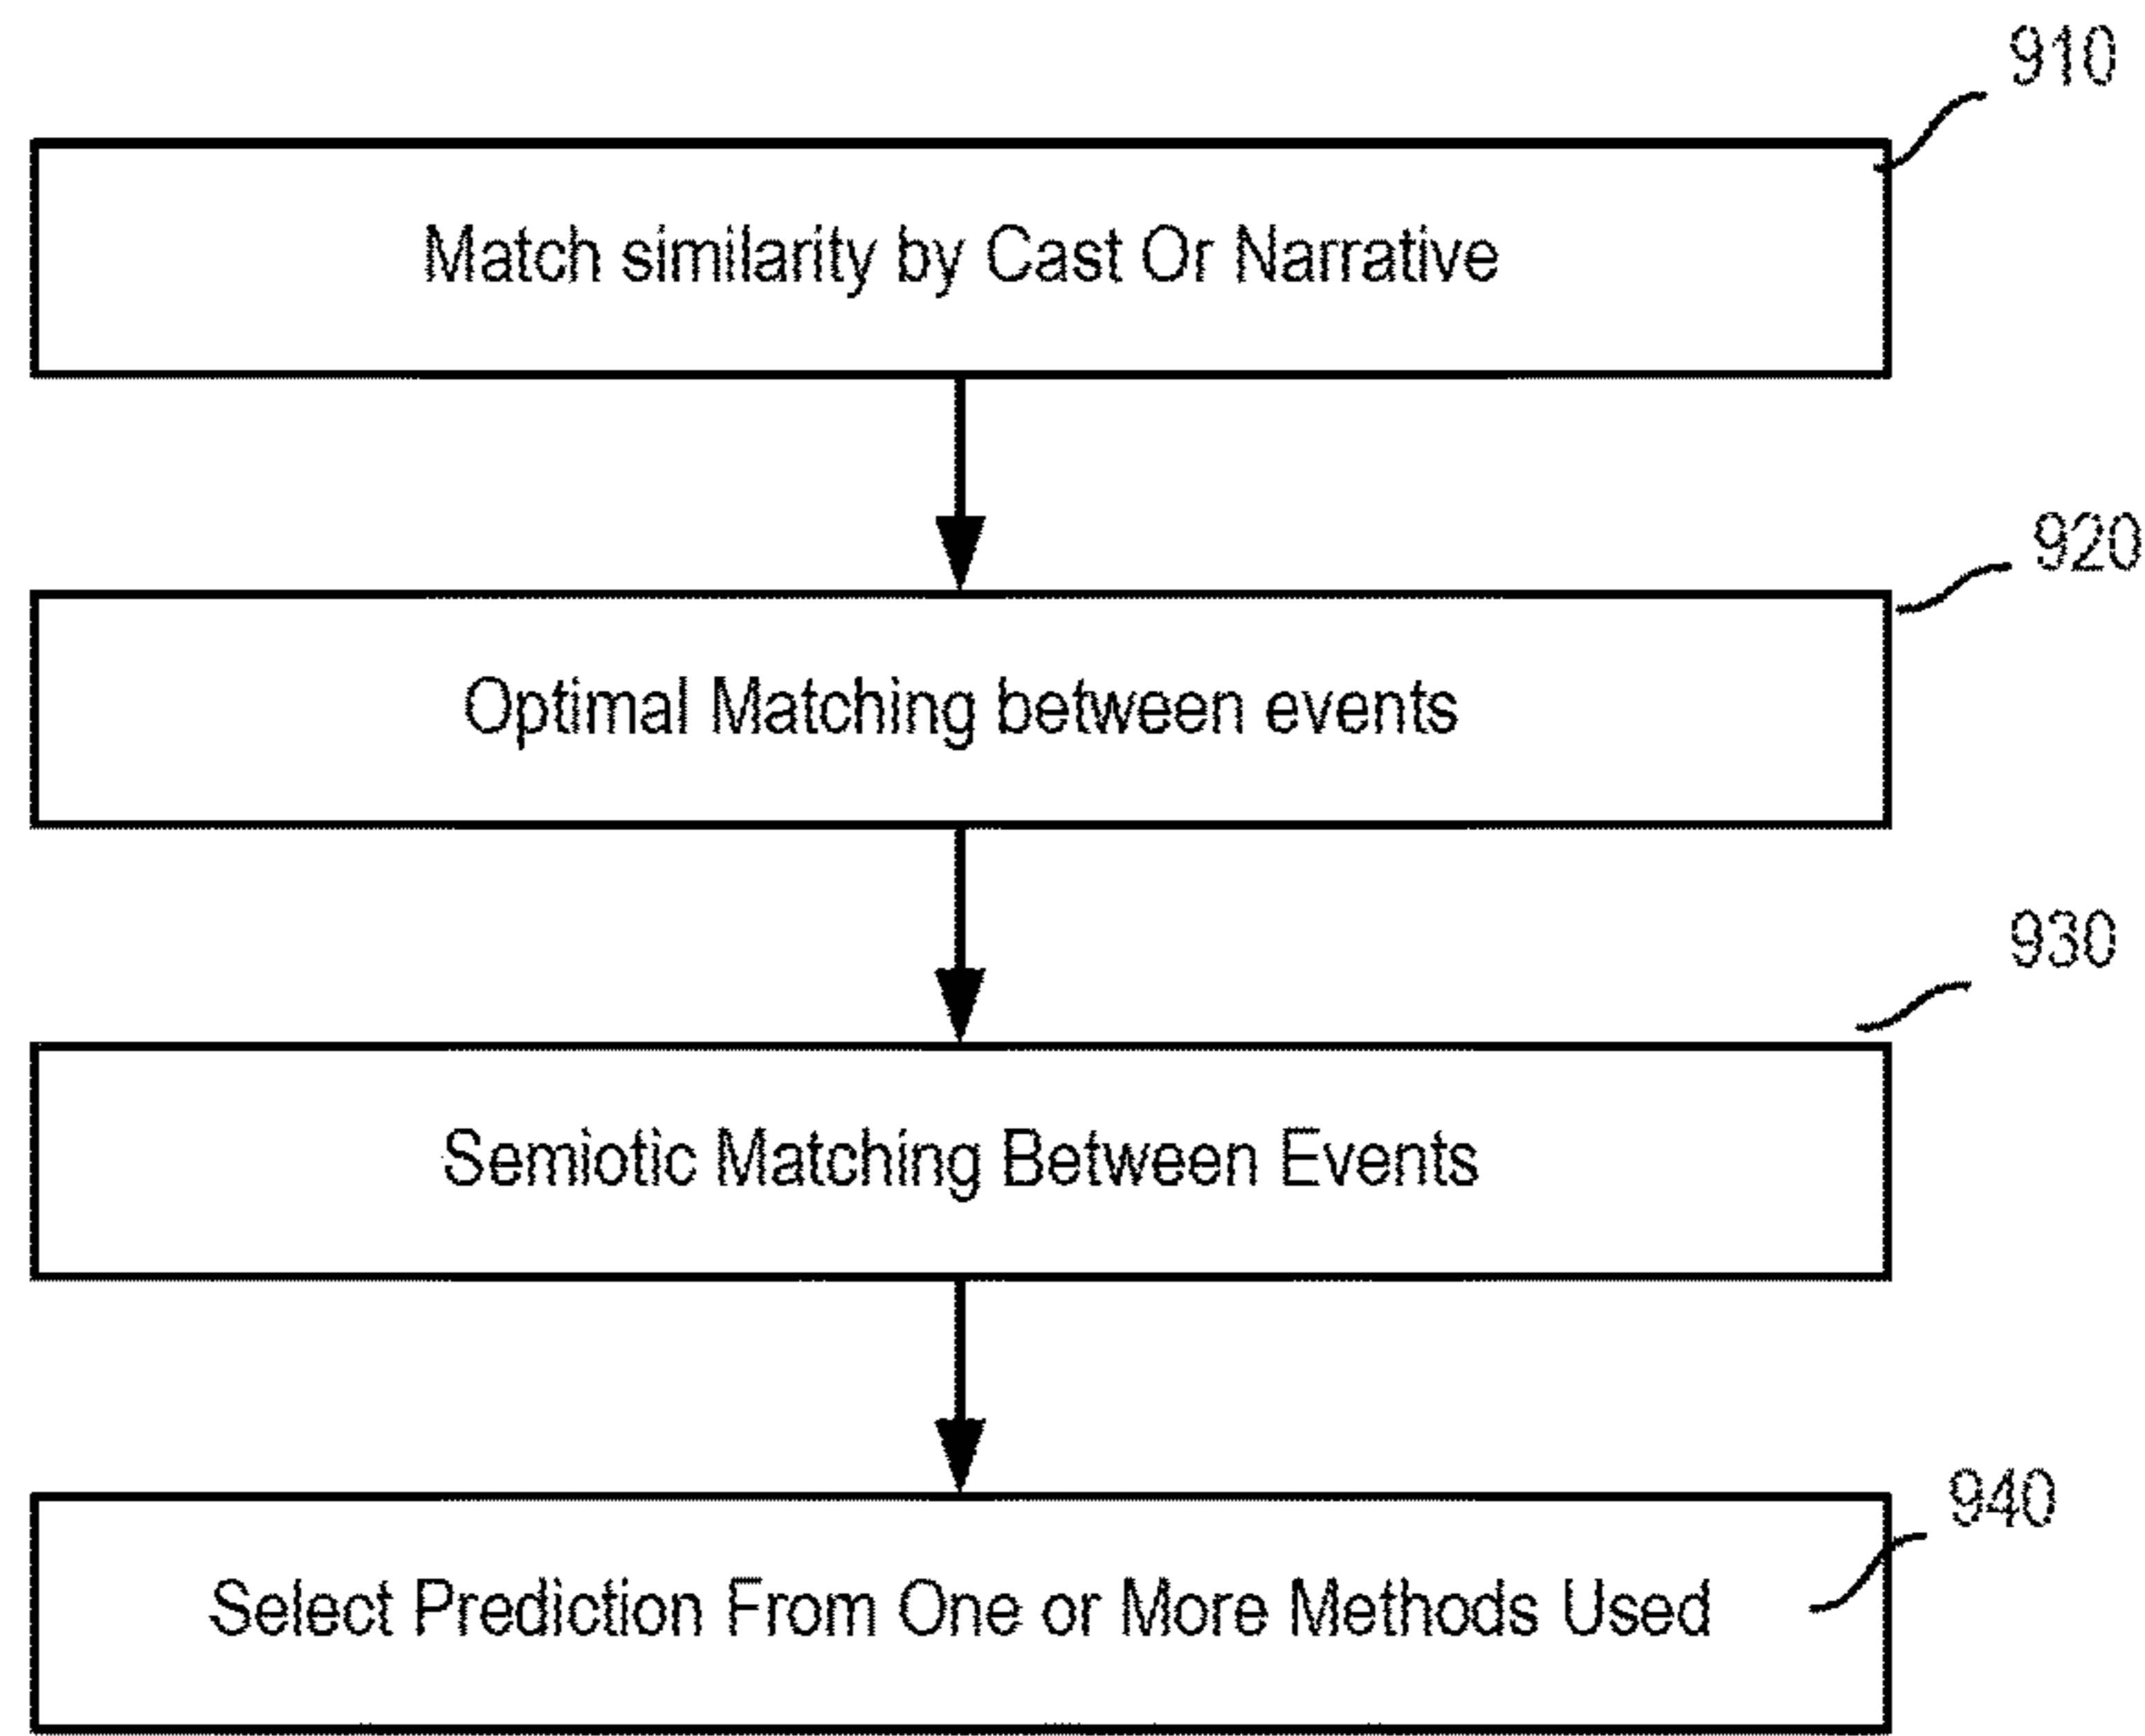 910
Match similarity by Cast Or Narrative
920
Optimal Matching between events
930
Semiotic Matching Between Events
940
Select Prediction From One or More Methods Used